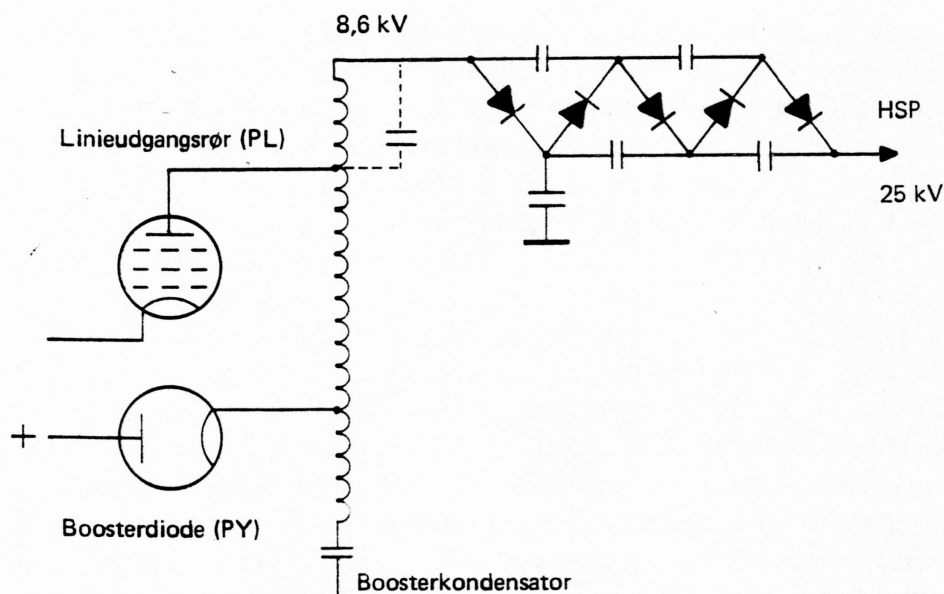 8,6 kV
Linieudgangsrør (PL)
HSP
25 kV
+
Boosterdiode (PY)
Boosterkondensator